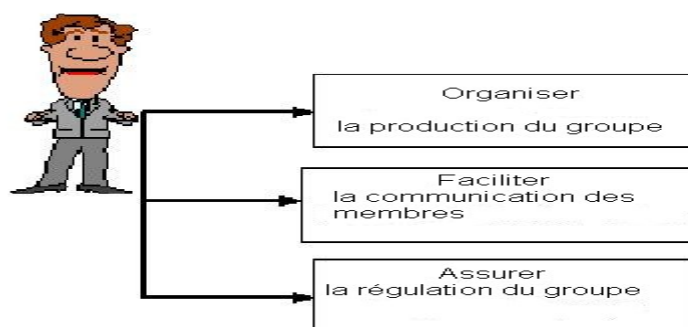 Organiser
la production du groupe
Faciliter
la communication des
membres
Assurer
la régulation du groupe